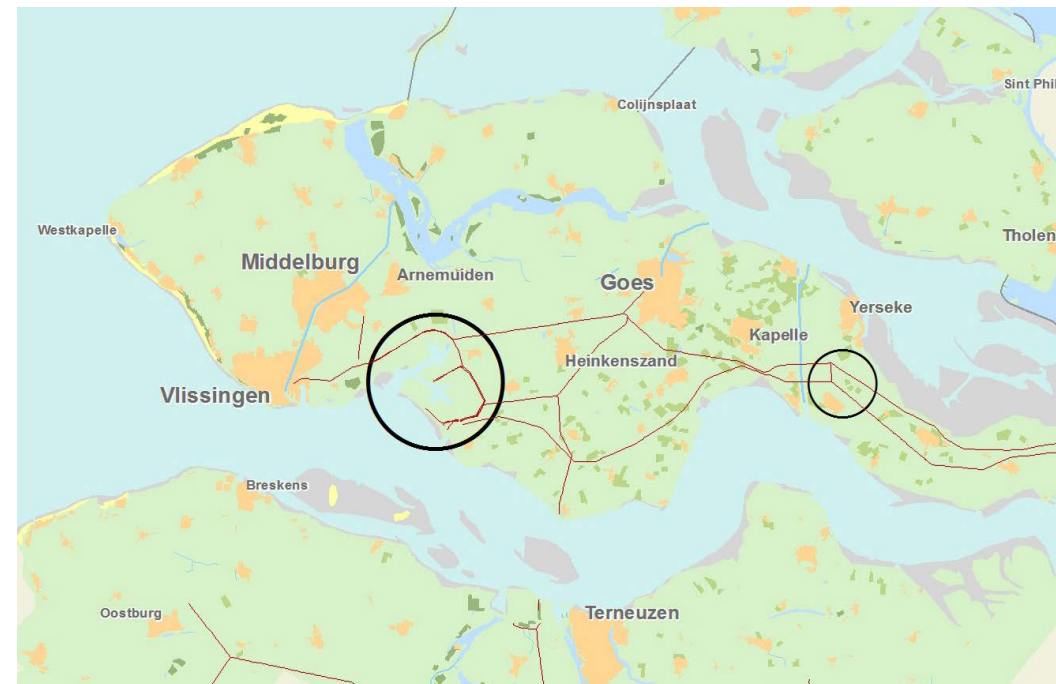 Colijnsplaat
Sint Phil
Westkapelle
Tholen
Middelburg
Arnemuiden
Goes
Yerseke
Kapelle
Heinkenszand
Vlissingen
Breskens
Oostburg
Terneuzen